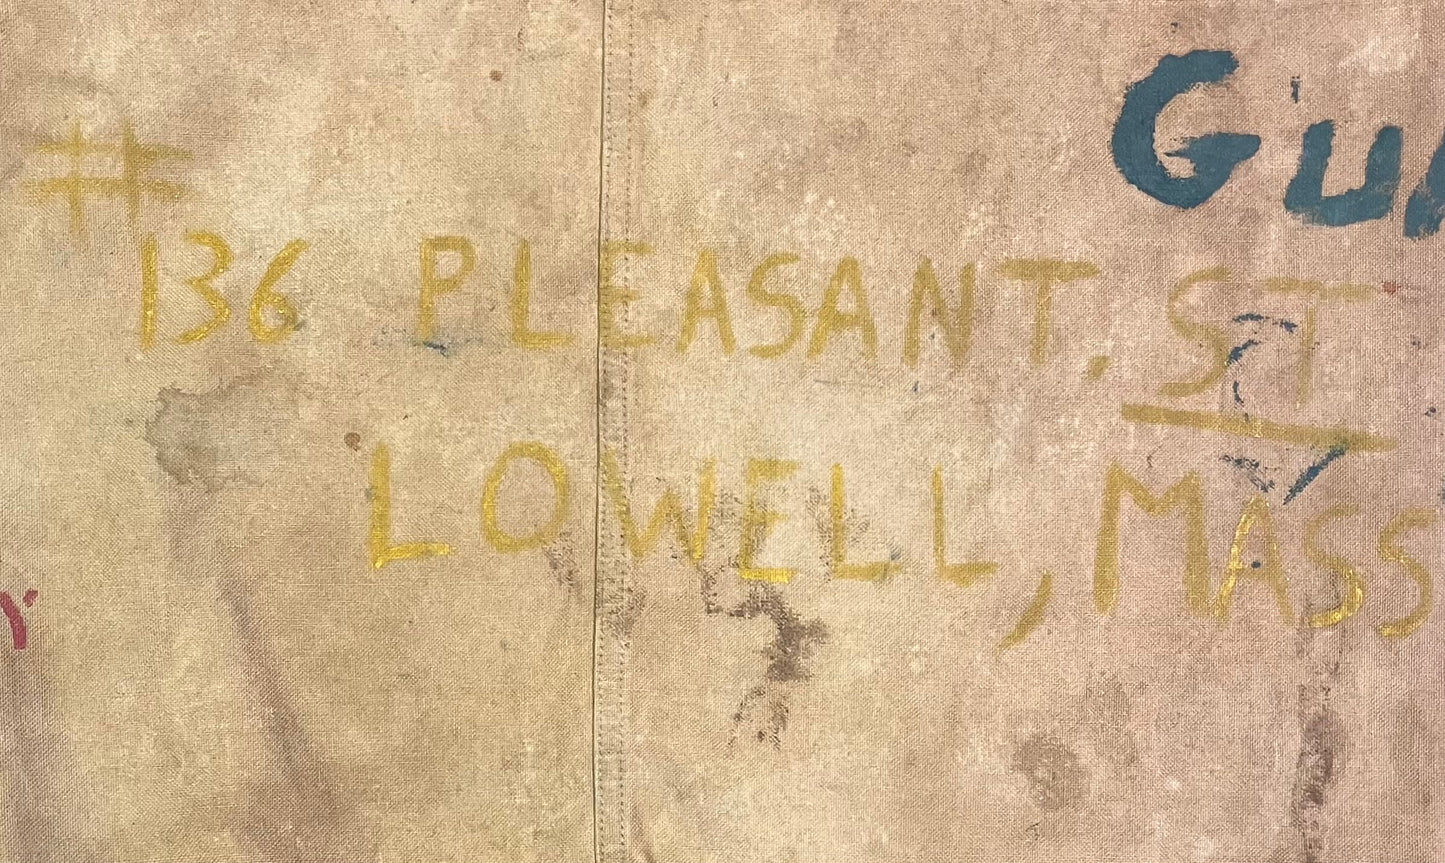 #
136 PLEASANT. ST
LOWELL, MASS